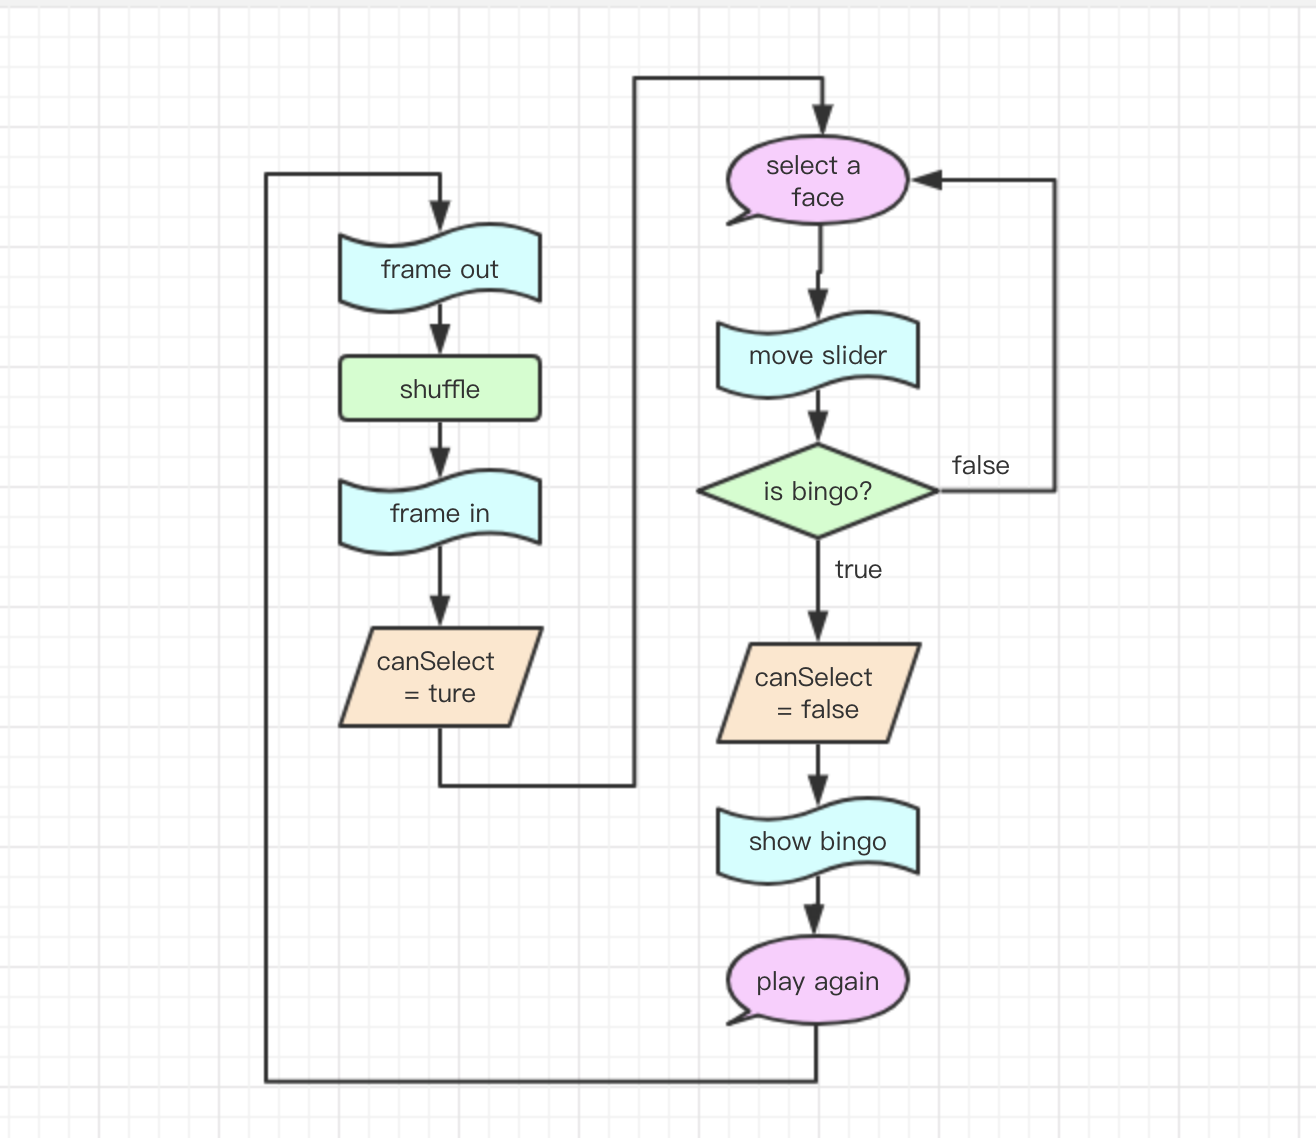 frame out
shuffle
frame in
canSelect
= ture
select a
face
move slider
is bingo?
false
true
canSelect
= false
show bingo
play again